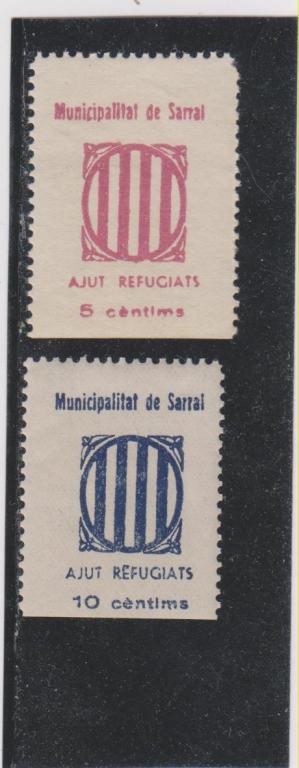 Municipalitat de Sarral
AJUT REFUGIATS
5 cèntims
Municipalitat de Sarral
AJUT REFUGIATS
10 cèntims